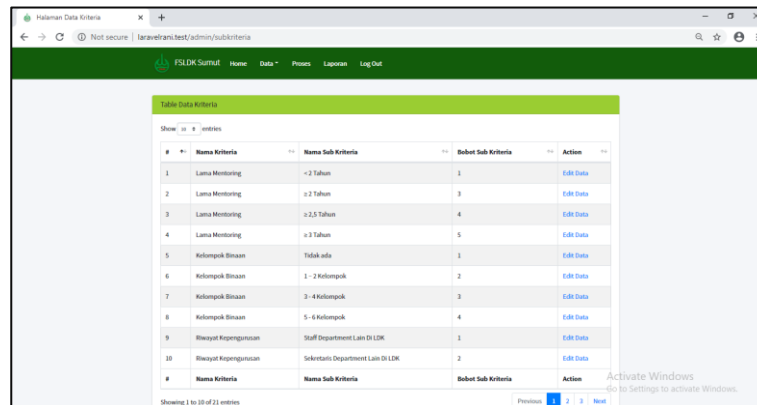 Halaman Data Kriteria
Not secure | laravelrani.test/admin/subkriteria
FSLDK Sumut Home Data Proses Laporan Log Out
Table Data Kriteria
Show 10 entries
# Nama Kriteria Nama Sub Kriteria Bobot Sub Kriteria Action
1 Lama Mentoring < 2 Tahun 1 Edit Data
2 Lama Mentoring ≥ 2 Tahun 3 Edit Data
3 Lama Mentoring ≥ 2,5 Tahun 4 Edit Data
4 Lama Mentoring ≥ 3 Tahun 5 Edit Data
5 Kelompok Binaan Tidak ada 1 Edit Data
6 Kelompok Binaan 1 - 2 Kelompok 2 Edit Data
7 Kelompok Binaan 3 - 4 Kelompok 3 Edit Data
8 Kelompok Binaan 5 - 6 Kelompok 4 Edit Data
9 Riwayat Kepengurusan Staff Department Lain Di LDK 1 Edit Data
10 Riwayat Kepengurusan Sekretaris Department Lain Di LDK 2 Edit Data
# Nama Kriteria Nama Sub Kriteria Bobot Sub Kriteria Action
Activate Windows
Go to Settings to activate Windows.
Showing 1 to 10 of 21 entries Previous 1 2 3 Next